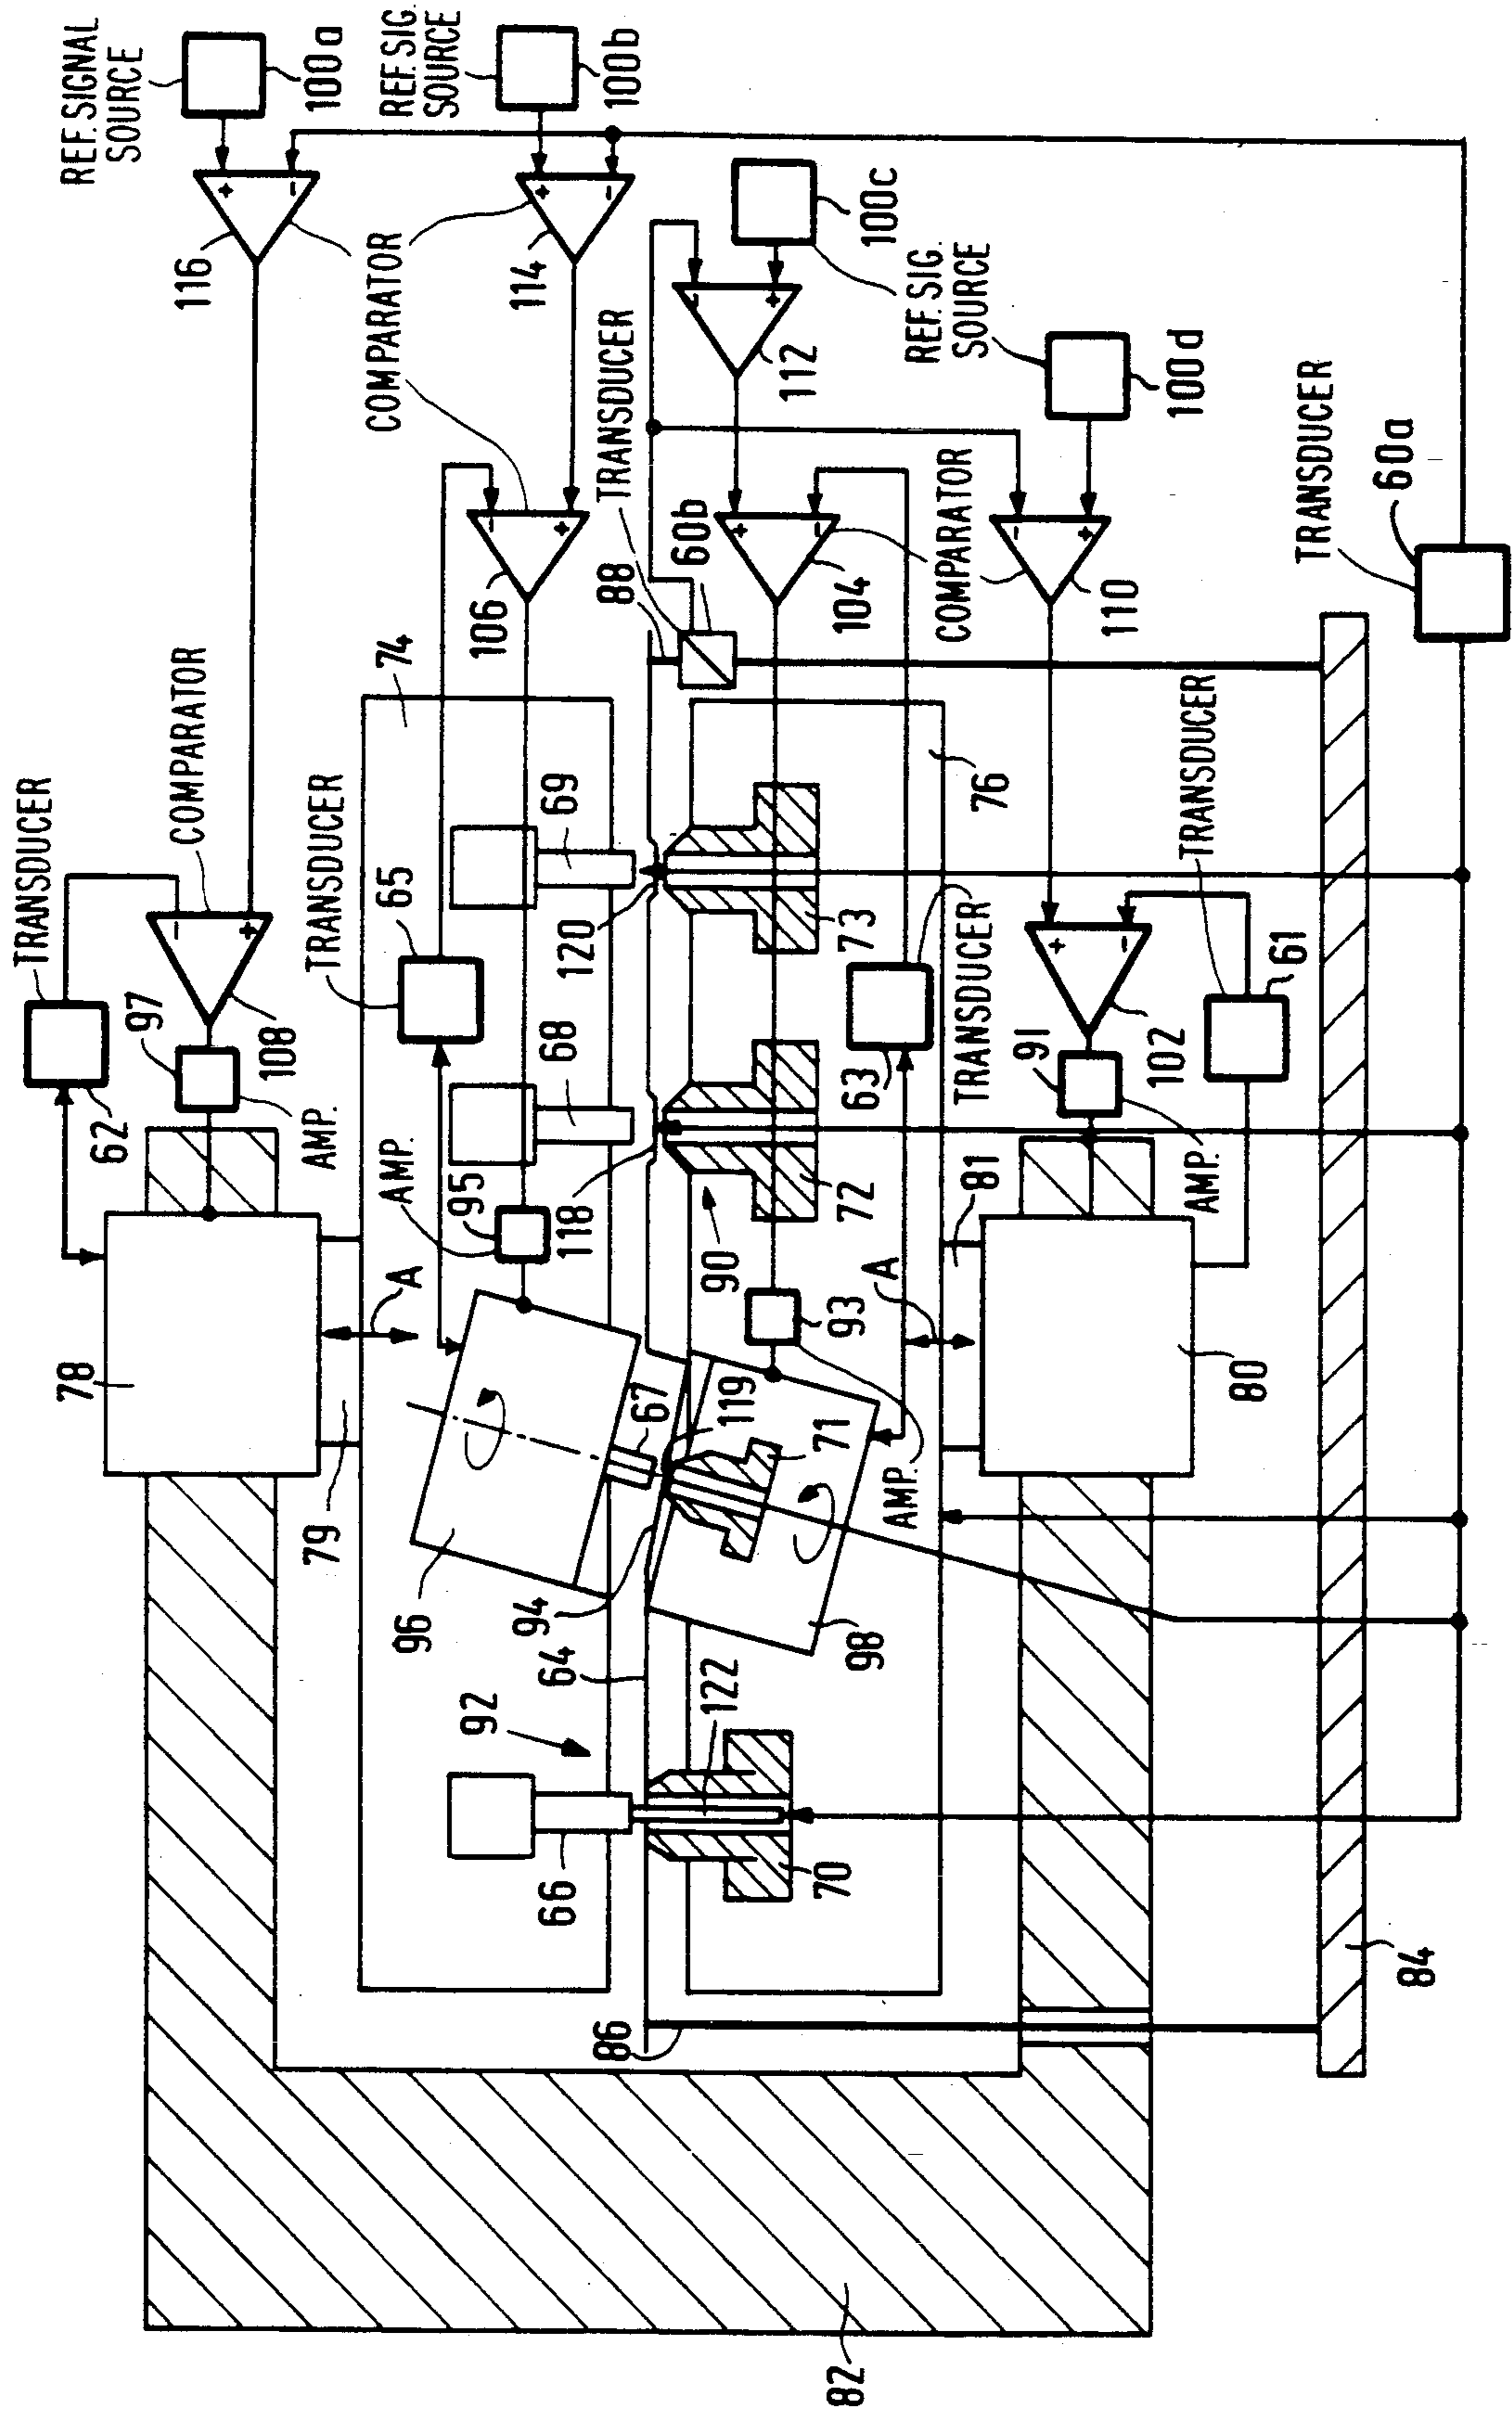 REF. SIGNAL
SOURCE
100a
REF. SIG.
SOURCE
100b
116
114
COMPARATOR
100c
REF. SIG.
SOURCE
112
100d
TRANSDUCER
TRANSDUCER
60a
106
88
60b
104
COMPARATOR
110
74
COMPARATOR
TRANSDUCER
97
108
62
AMP.
TRANSDUCER
65
69
120
73
76
TRANSDUCER
63
TRANSDUCER
61
91
102
AMP.
68
118
72
90
AMP.
95
93
A
A
81
78
79
80
67
119
71
AMP.
96
94
98
64
122
92
66
70
86
84
82